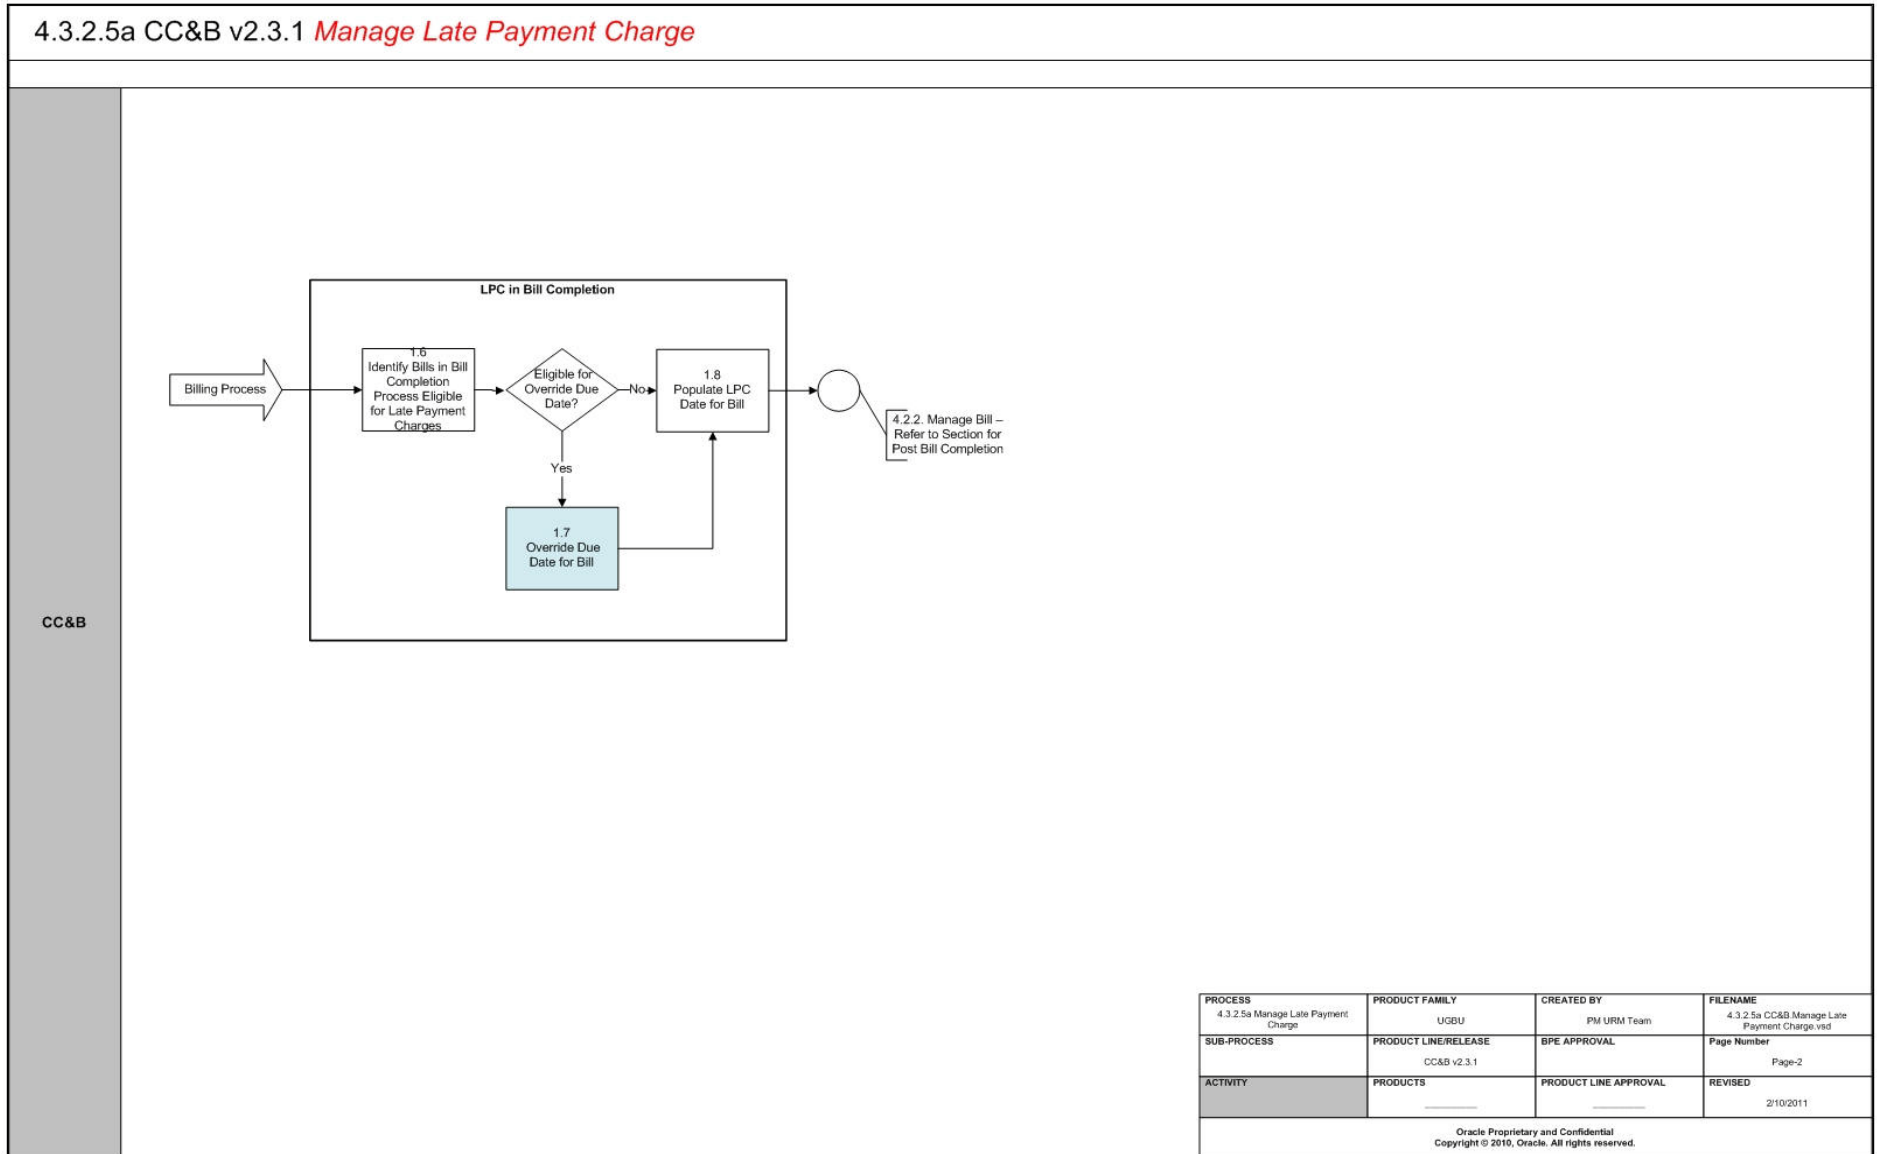 4.3.2.5a CC&B v2.3.1 Manage Late Payment Charge
CC&B
LPC in Bill Completion
Billing Process
1.6
Identify Bills in Bill
Completion
Process Eligible
for Late Payment
Charges
Eligible for
Override Due
Date?
No
1.8
Populate LPC
Date for Bill
4.2.2. Manage Bill –
Refer to Section for
Post Bill Completion
Yes
1.7
Override Due
Date for Bill
PROCESS
4.3.2.5a Manage Late Payment
Charge
PRODUCT FAMILY
UGBU
CREATED BY
PM URM Team
FILENAME
4.3.2.5a CC&B.Manage Late
Payment Charge.vsd
SUB-PROCESS
PRODUCT LINE/RELEASE
CC&B v2.3.1
BPE APPROVAL
Page Number
Page-2
ACTIVITY
PRODUCTS
PRODUCT LINE APPROVAL
REVISED
2/10/2011
Oracle Proprietary and Confidential
Copyright © 2010, Oracle. All rights reserved.